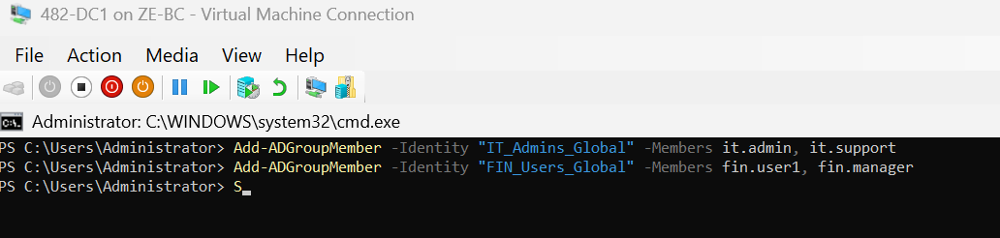 482-DC1 on ZE-BC - Virtual Machine Connection
File Action Media View Help
Administrator: C:\WINDOWS\system32\cmd.exe
PS C:\Users\Administrator> Add-ADGroupMember -Identity "IT_Admins_Global" -Members it.admin, it.support
PS C:\Users\Administrator> Add-ADGroupMember -Identity "FIN_Users_Global" -Members fin.user1, fin.manager
PS C:\Users\Administrator> S